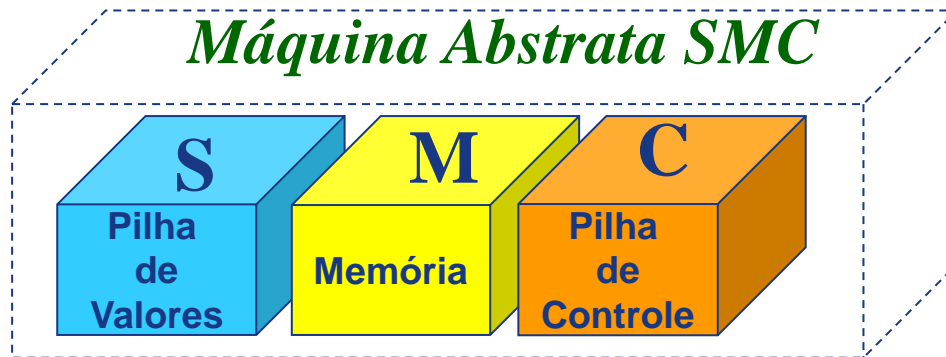 Máquina Abstrata SMC
S
Pilha
de
Valores
M
Memória
C
Pilha
de
Controle